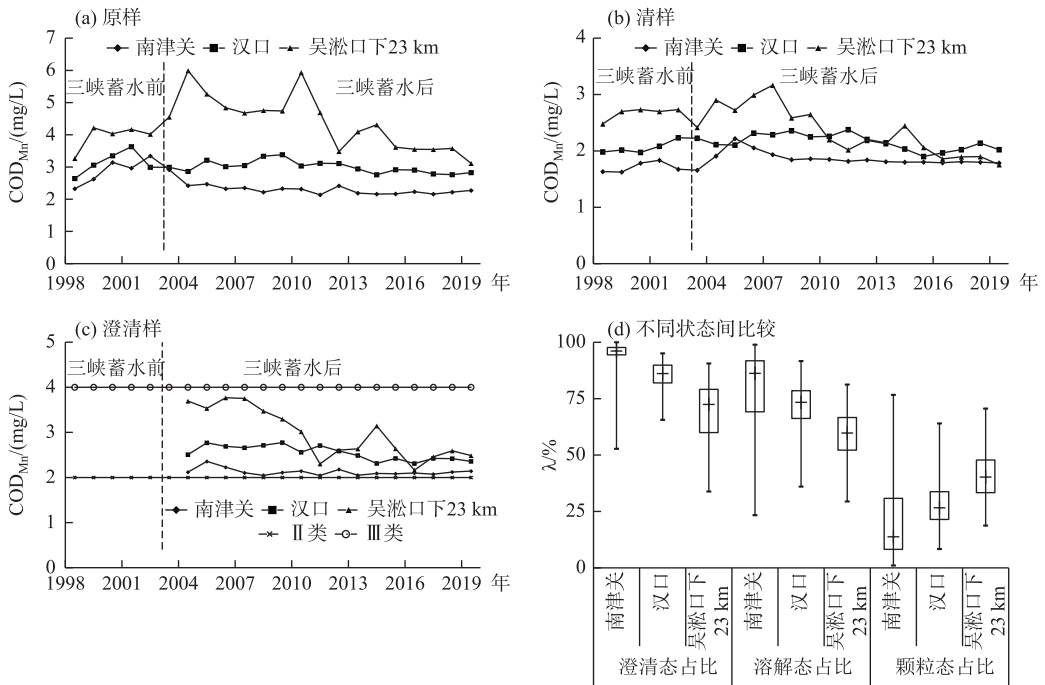 (a) 原样
南津关 汉口 吴淞口下23 km
三峡蓄水前
三峡蓄水后
COD_Mn/(mg/L)
7
6
5
4
3
2
1
0
1998 2001 2004 2007 2010 2013 2016 2019 年
(b) 清样
南津关 汉口 吴淞口下23 km
三峡蓄水前
三峡蓄水后
COD_Mn/(mg/L)
4
3
2
1
0
1998 2001 2004 2007 2010 2013 2016 2019 年
(c) 澄清样
三峡蓄水前
三峡蓄水后
COD_Mn/(mg/L)
5
4
3
2
1
0
南津关 汉口 吴淞口下23 km
Ⅱ类 Ⅲ类
1998 2001 2004 2007 2010 2013 2016 2019 年
(d) 不同状态间比较
λ/%
100
75
50
25
0
南津关
汉口
吴淞口下
23 km
南津关
汉口
吴淞口下
23 km
南津关
汉口
吴淞口下
23 km
澄清态占比 溶解态占比 颗粒态占比